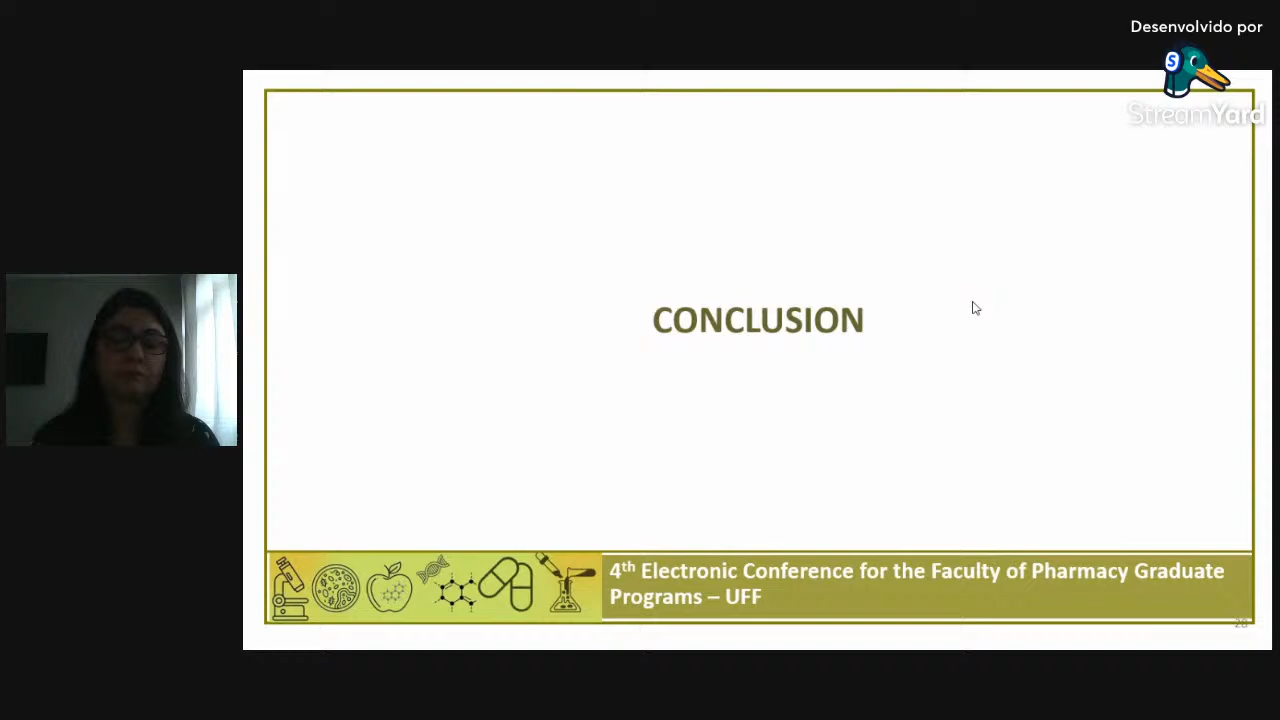 Desenvolvido por
S
StreamYard
CONCLUSION
4th Electronic Conference for the Faculty of Pharmacy Graduate
Programs – UFF